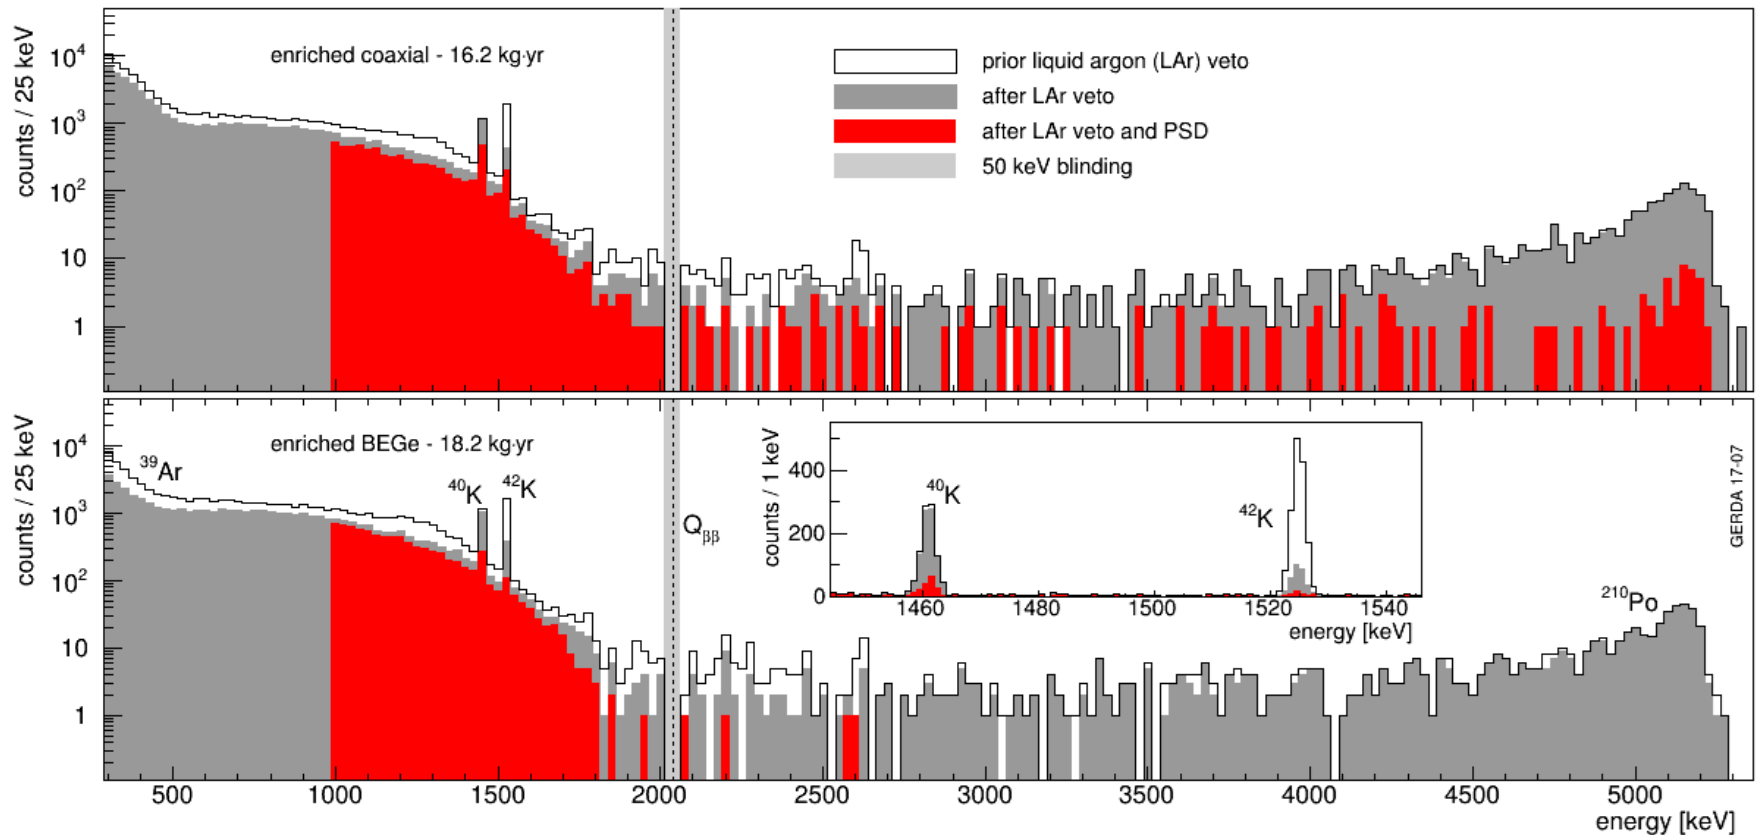 enriched coaxial - 16.2 kg·yr
prior liquid argon (LAr) veto
after LAr veto
after LAr veto and PSD
50 keV blinding
counts / 25 keV
10⁴
10³
10²
10
1
enriched BEGe - 18.2 kg·yr
³⁹Ar
⁴⁰K
⁴²K
Qββ
counts / 25 keV
10⁴
10³
10²
10
1
counts / 1 keV
400
200
0
⁴⁰K
⁴²K
1460 1480 1500 1520 1540
energy [keV]
²¹⁰Po
GERDA 17-07
500 1000 1500 2000 2500 3000 3500 4000 4500 5000
energy [keV]